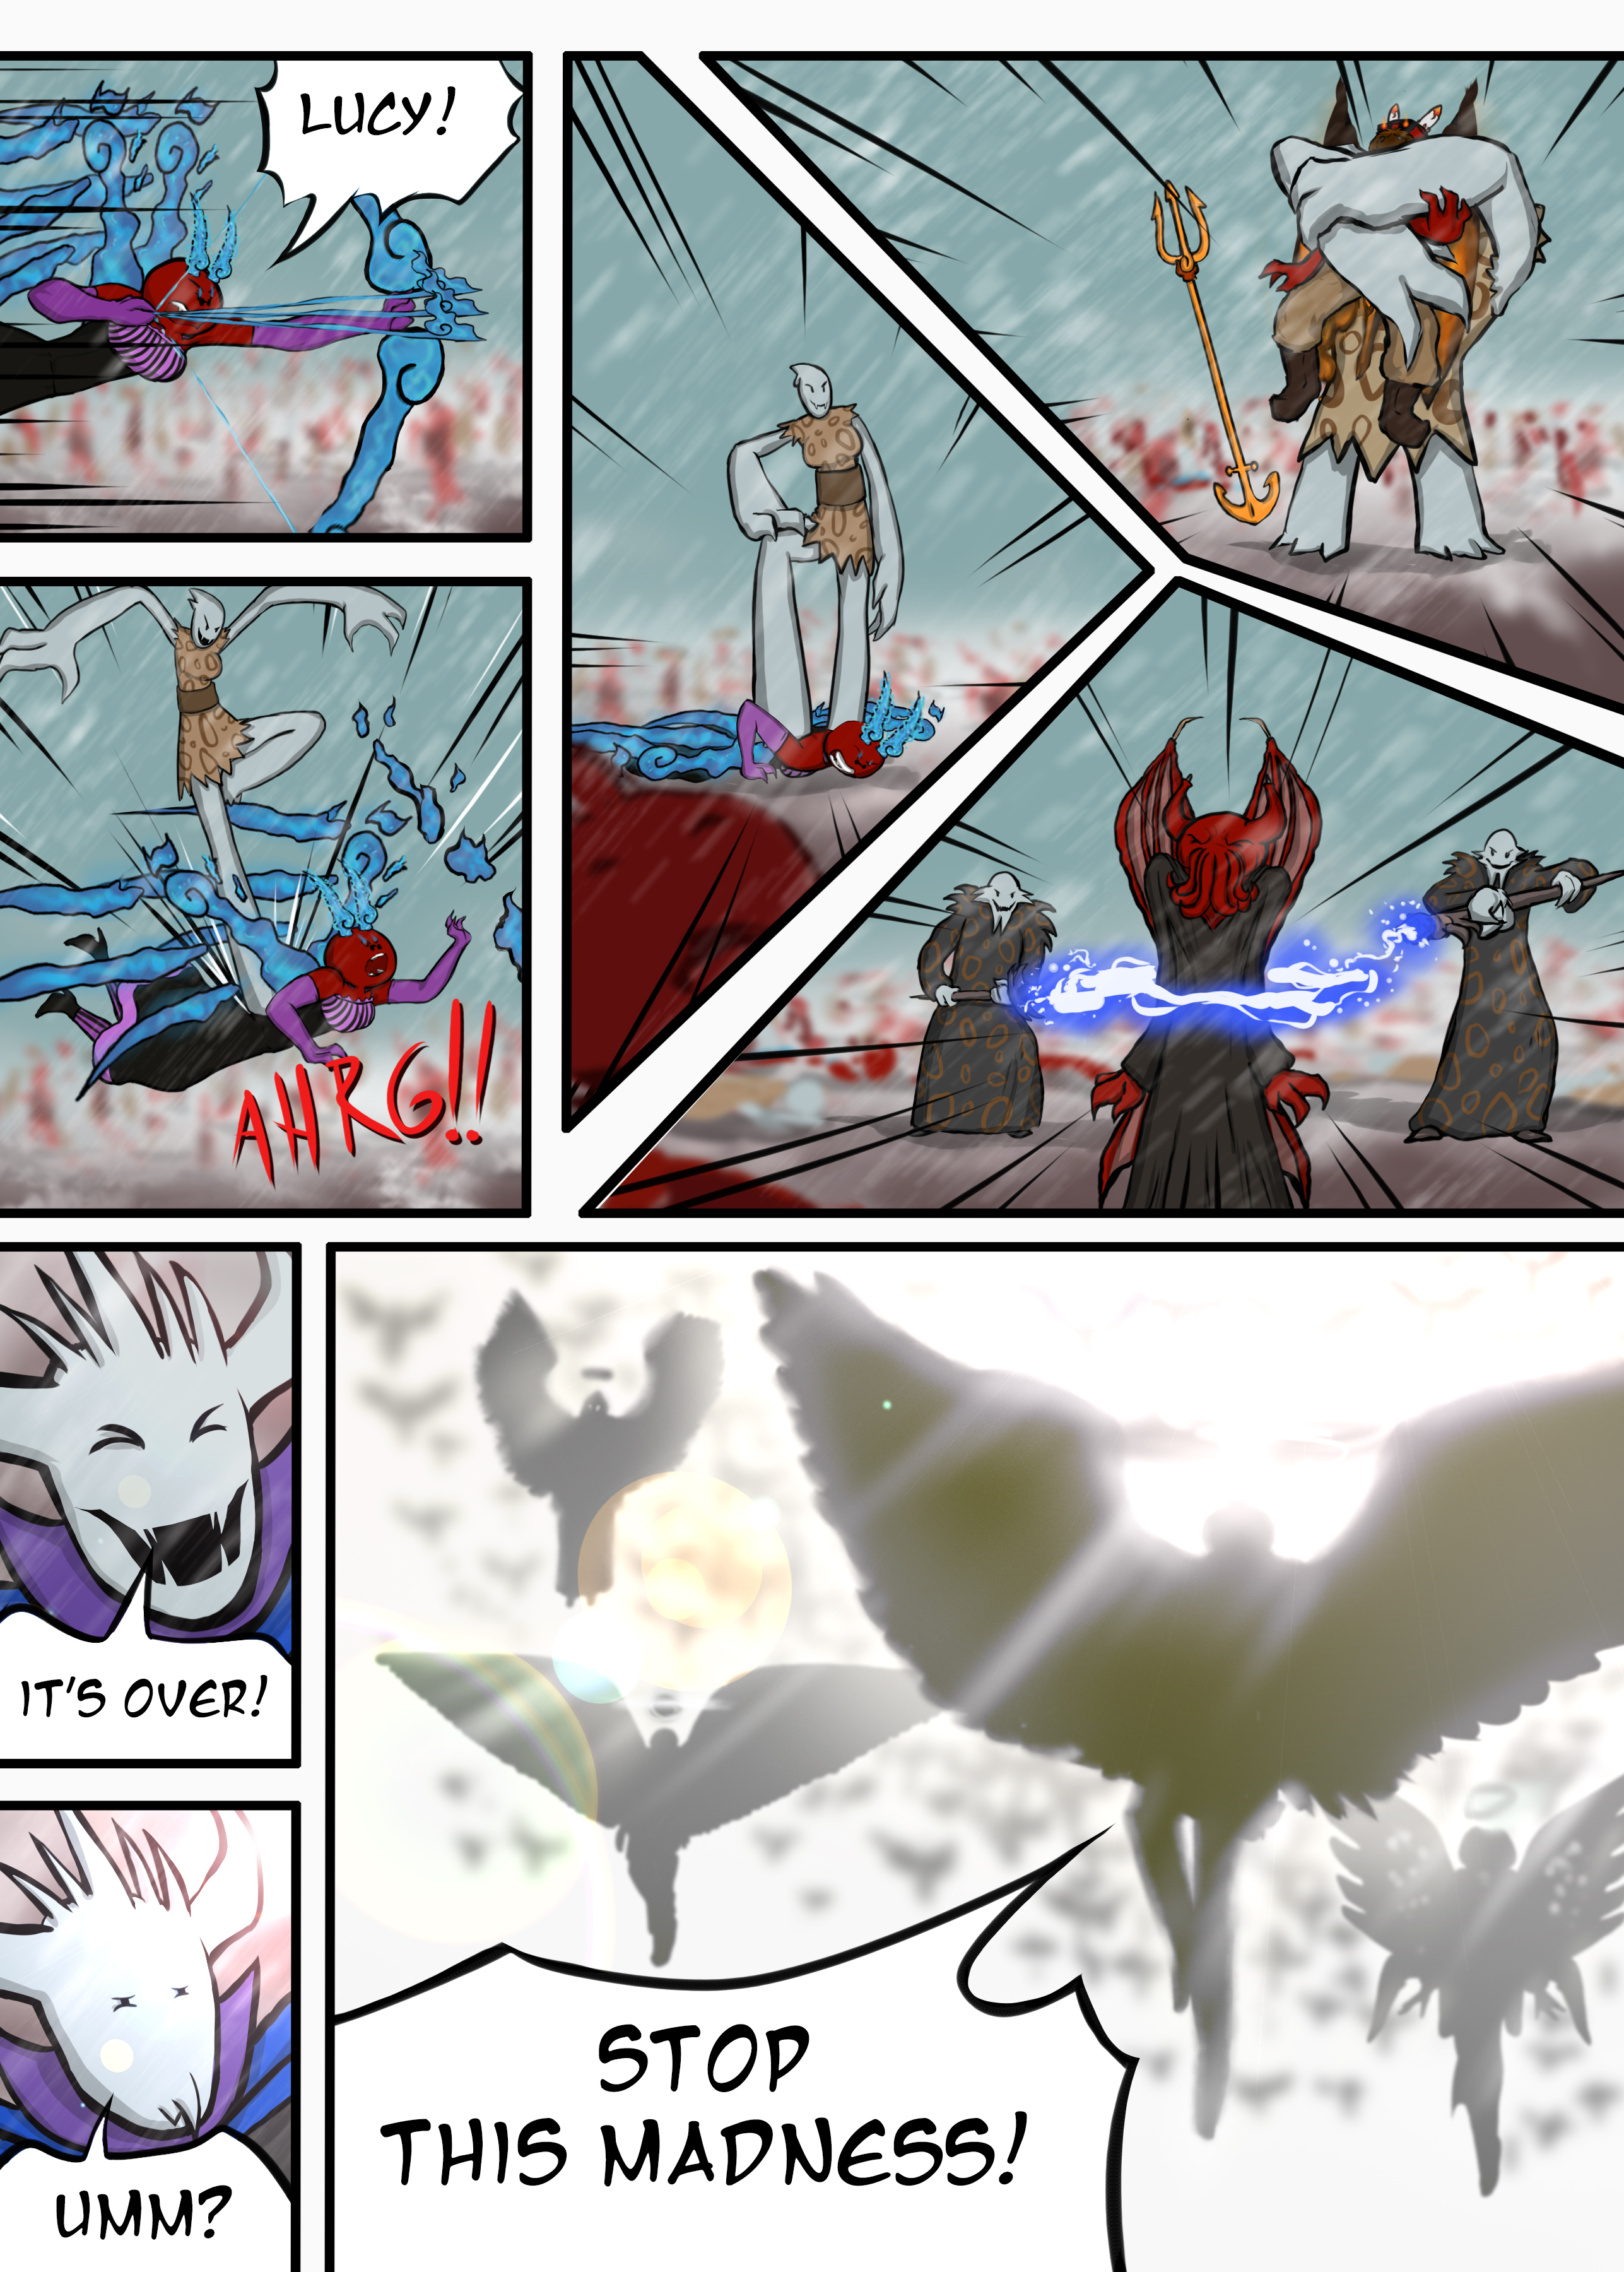 LUCY!
AHRG!!
IT'S OVER!
UMM?
STOP
THIS MADNESS!